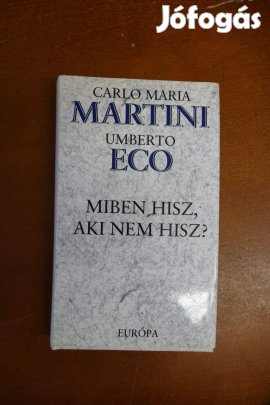 Jófogás
CARLO MARIA
MARTINI
UMBERTO
ECO
MIBEN HISZ,
AKI NEM HISZ?
EURÓPA